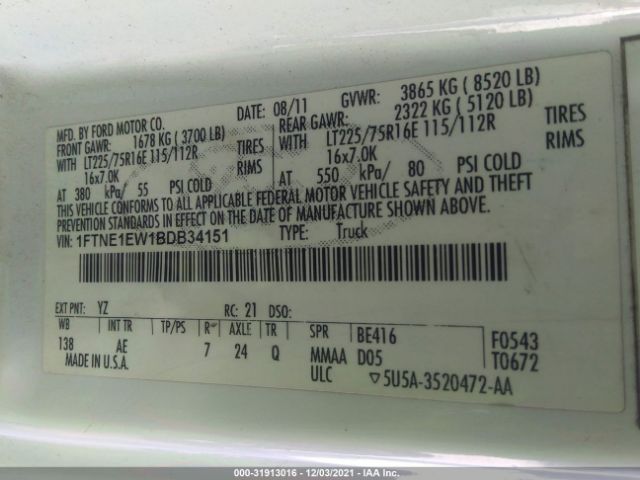 MFD. BY FORD MOTOR CO.
DATE: 08/11 GVWR: 3865 KG ( 8520 LB)
FRONT GAWR: 1678 KG ( 3700 LB)
REAR GAWR: 2322 KG ( 5120 LB)
WITH LT225/75R16E 115/112R TIRES
WITH LT225/75R16E 115/112R TIRES
16x7.0K RIMS
16x7.0K RIMS
AT 380 kPa/ 55 PSI COLD
AT 550 kPa/ 80 PSI COLD
THIS VEHICLE CONFORMS TO ALL APPLICABLE FEDERAL MOTOR VEHICLE SAFETY AND THEFT
PREVENTION STANDARDS IN EFFECT ON THE DATE OF MANUFACTURE SHOWN ABOVE.
VIN: 1FTNE1EW1BDB34151 TYPE: Truck
EXT PNT: YZ RC: 21 DSO:
WB INT TR TP/PS R AXLE TR SPR BE416 F0543
138 AE 7 24 Q MMAA D05 T0672
MADE IN U.S.A. ULC ▽5U5A-3520472-AA
000-31913016 - 12/03/2021 - IAA Inc.